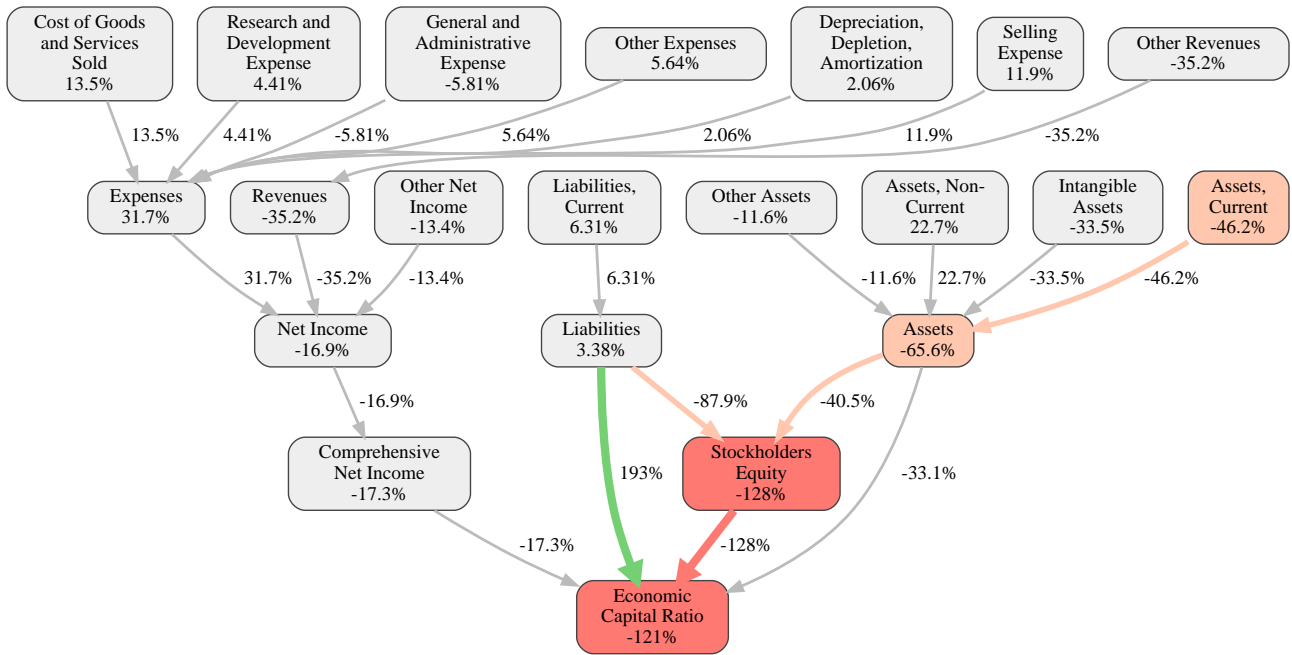 Cost of Goods
and Services
Sold
13.5%
Research and
Development
Expense
4.41%
General and
Administrative
Expense
-5.81%
Other Expenses
5.64%
Depreciation,
Depletion,
Amortization
2.06%
Selling
Expense
11.9%
Other Revenues
-35.2%
13.5%
4.41%
-5.81%
5.64%
2.06%
11.9%
-35.2%
Expenses
31.7%
Revenues
-35.2%
Other Net
Income
-13.4%
Liabilities,
Current
6.31%
Other Assets
-11.6%
Assets, Non-
Current
22.7%
Intangible
Assets
-33.5%
Assets,
Current
-46.2%
31.7%
-35.2%
-13.4%
6.31%
-11.6%
22.7%
-33.5%
-46.2%
Net Income
-16.9%
Liabilities
3.38%
Assets
-65.6%
-16.9%
-87.9%
-40.5%
Comprehensive
Net Income
-17.3%
193%
Stockholders
Equity
-128%
-33.1%
-17.3%
-128%
Economic
Capital Ratio
-121%